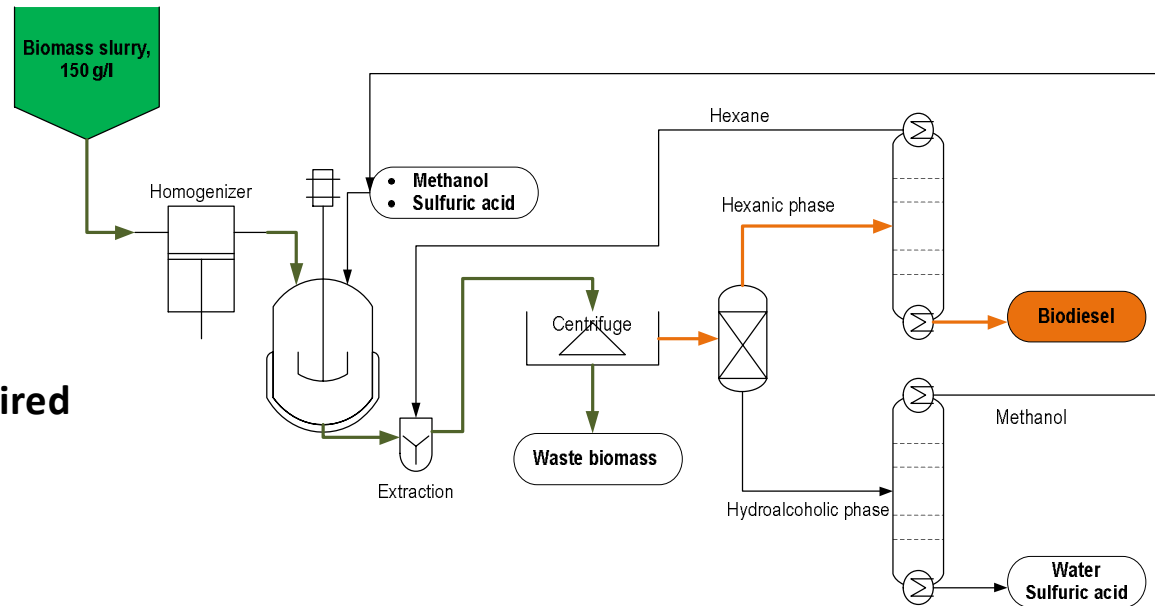 Biomass slurry,
150 g/l
Homogenizer
• Methanol
• Sulfuric acid
Hexane
Hexanic phase
Centrifuge
Biodiesel
ired
Methanol
Waste biomass
Extraction
Hydroalcoholic phase
Water
Sulfuric acid